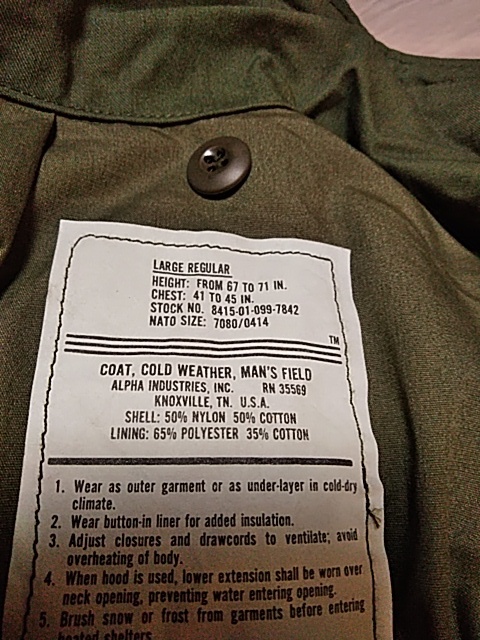 LARGE REGULAR
HEIGHT: FROM 67 TO 71 IN.
CHEST: 41 TO 45 IN.
STOCK NO. 8415-01-099-7842
NATO SIZE: 7080/0414
TM
COAT, COLD WEATHER, MAN'S FIELD
ALPHA INDUSTRIES, INC. RN 35569
KNOXVILLE, TN. U.S.A.
SHELL: 50% NYLON 50% COTTON
LINING: 65% POLYESTER 35% COTTON
1. Wear as outer garment or as under-layer in cold-dry
climate.
2. Wear button-in liner for added insulation.
3. Adjust closures and drawcords to ventilate; avoid
overheating of body.
4. When hood is used, lower extension shall be worn over
neck opening, preventing water entering opening.
5. Brush snow or frost from garments before entering
heated shelters.